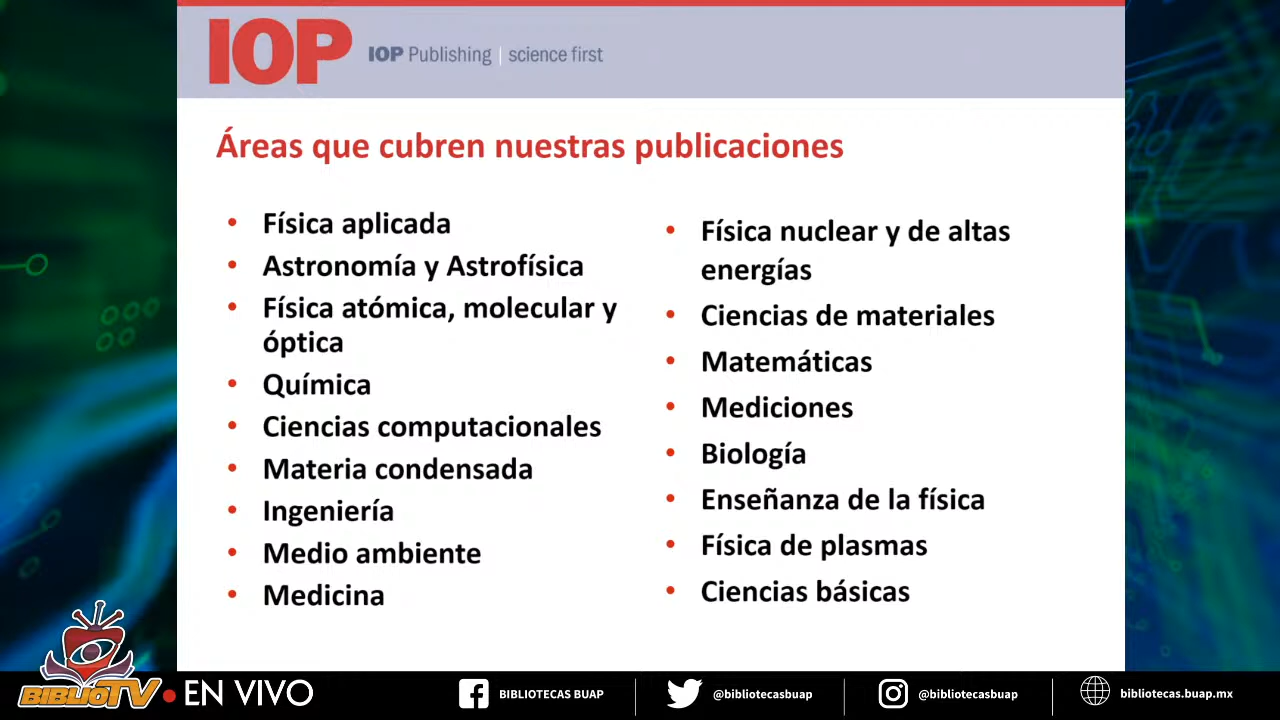 IOP
IOP Publishing | science first
Áreas que cubren nuestras publicaciones
• Física aplicada
• Astronomía y Astrofísica
• Física atómica, molecular y
óptica
• Química
• Ciencias computacionales
• Materia condensada
• Ingeniería
• Medio ambiente
• Medicina
• Física nuclear y de altas
energías
• Ciencias de materiales
• Matemáticas
• Mediciones
• Biología
• Enseñanza de la física
• Física de plasmas
• Ciencias básicas
BIBLIOTV
EN VIVO
BIBLIOTECAS BUAP
@bibliotecasbuap
@bibliotecasbuap
bibliotecas.buap.mx